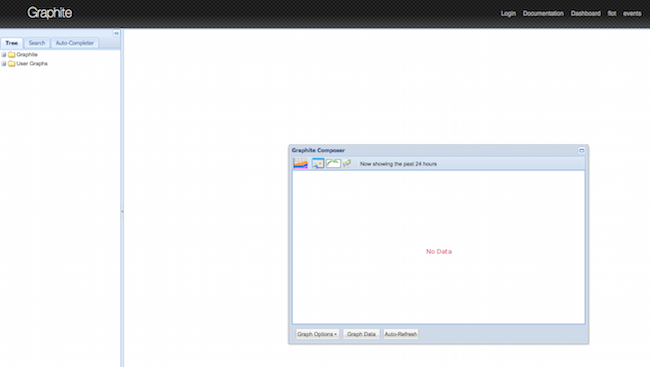 Graphite
Login Documentation Dashboard flot events
Tree Search Auto-Completer
Graphite
User Graphs
Graphite Composer
Now showing the past 24 hours
No Data
Graph Options Graph Data Auto-Refresh